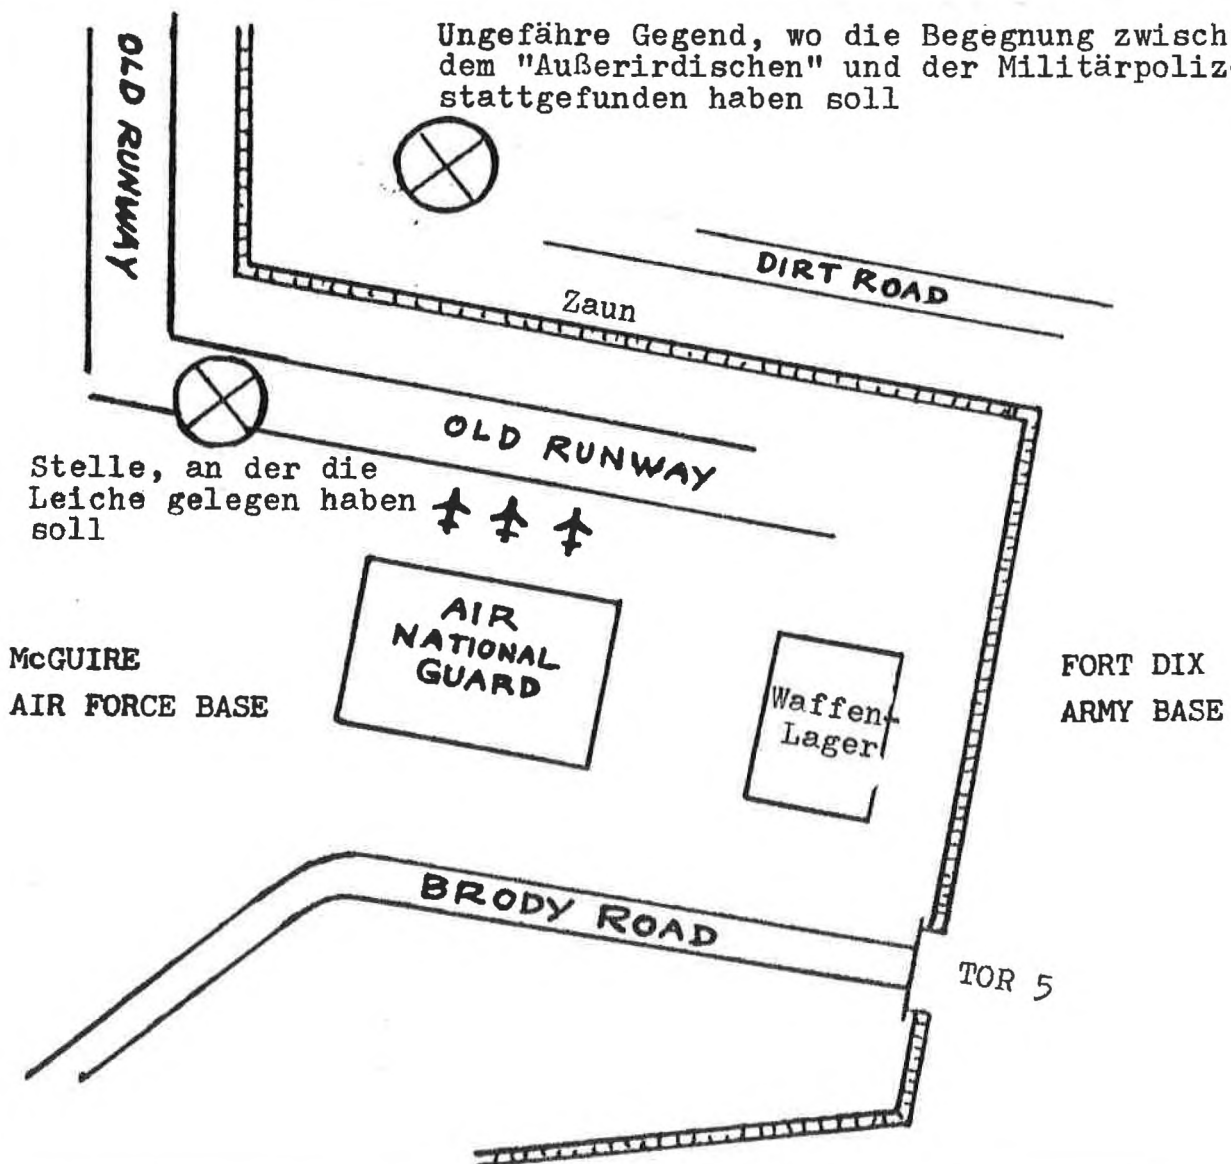 Ungefähre Gegend, wo die Begegnung zwisch
dem "Außerirdischen" und der Militärpoliz
stattgefunden haben soll
OLD RUNWAY
DIRT ROAD
Zaun
OLD RUNWAY
Stelle, an der die
Leiche gelegen haben
soll
AIR
NATIONAL
GUARD
McGUIRE
AIR FORCE BASE
Waffen-
Lager
FORT DIX
ARMY BASE
BRODY ROAD
TOR 5